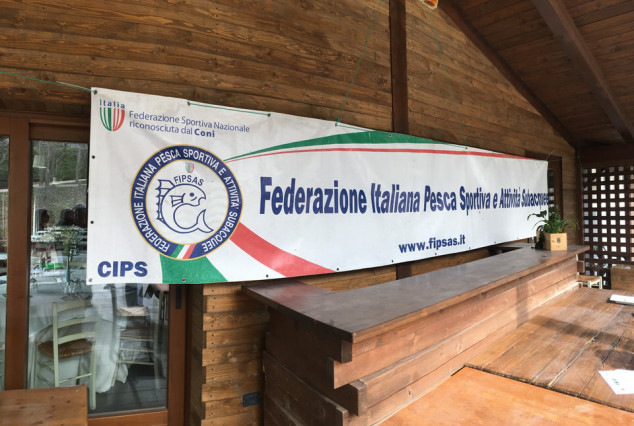 italia
Federazione Sportiva Nazionale
riconosciuta dal Coni
FEDERAZIONE ITALIANA PESCA SPORTIVA E ATTIVITÀ SUBACQUEE
FIPSAS
Federazione Italiana Pesca Sportiva e Attività Subacquee
www.fipsas.it
CIPS